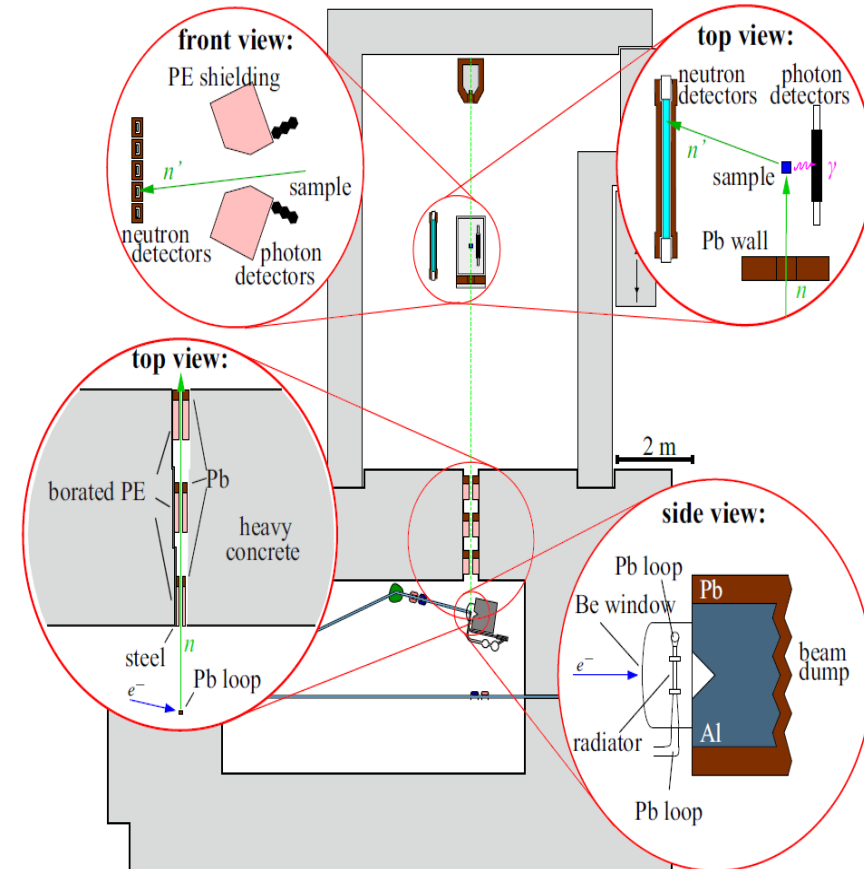 front view:
PE shielding
n'
sample
neutron
detectors
photon
detectors
top view:
neutron
detectors
photon
detectors
n'
sample
γ
Pb wall
n
top view:
borated PE
Pb
heavy
concrete
steel
n
e⁻
Pb loop
2 m
side view:
Pb loop
Be window
Pb
e⁻
beam
dump
radiator
Al
Pb loop